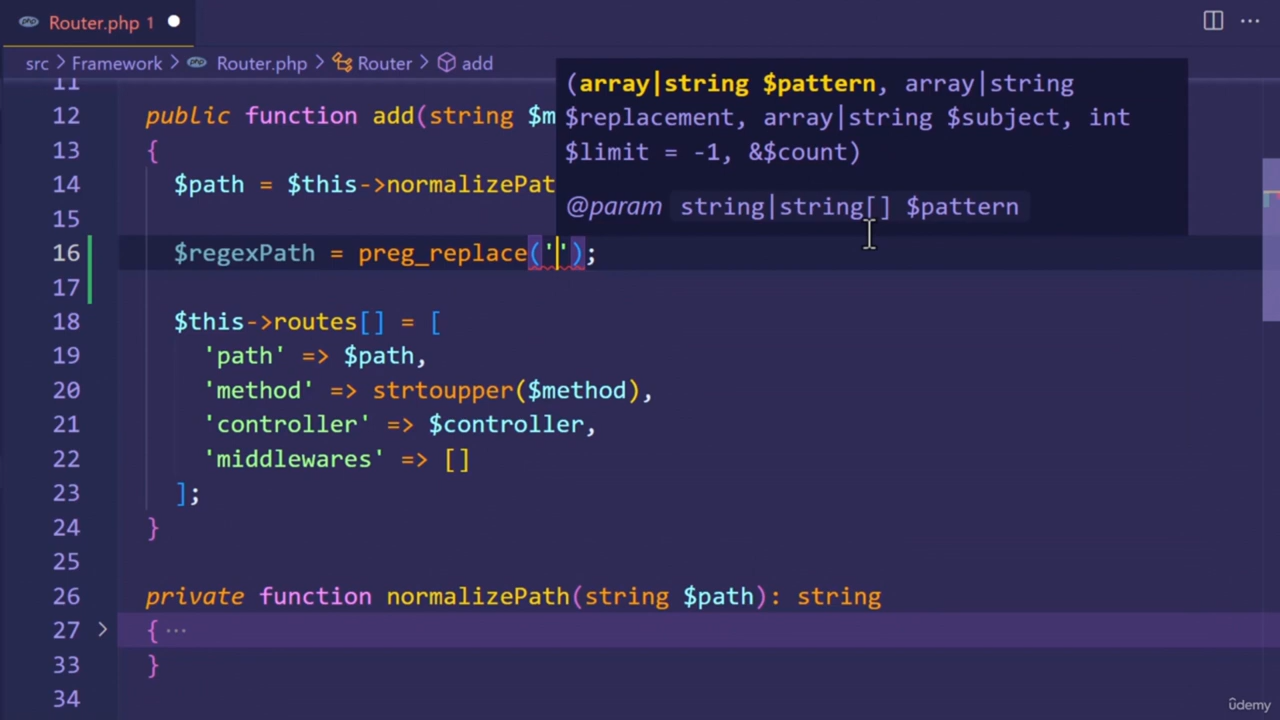 Router.php 1
src > Framework > Router.php > Router > add
11
12 public function add(string $m
13 {
14 $path = $this->normalizePat
15
16 $regexPath = preg_replace('');
17
18 $this->routes[] = [
19 'path' => $path,
20 'method' => strtoupper($method),
21 'controller' => $controller,
22 'middlewares' => []
23 ];
24 }
25
26 private function normalizePath(string $path): string
27 { ···
33 }
34
(array|string $pattern, array|string
$replacement, array|string $subject, int
$limit = -1, &$count)
@param string|string[] $pattern
ûdemy